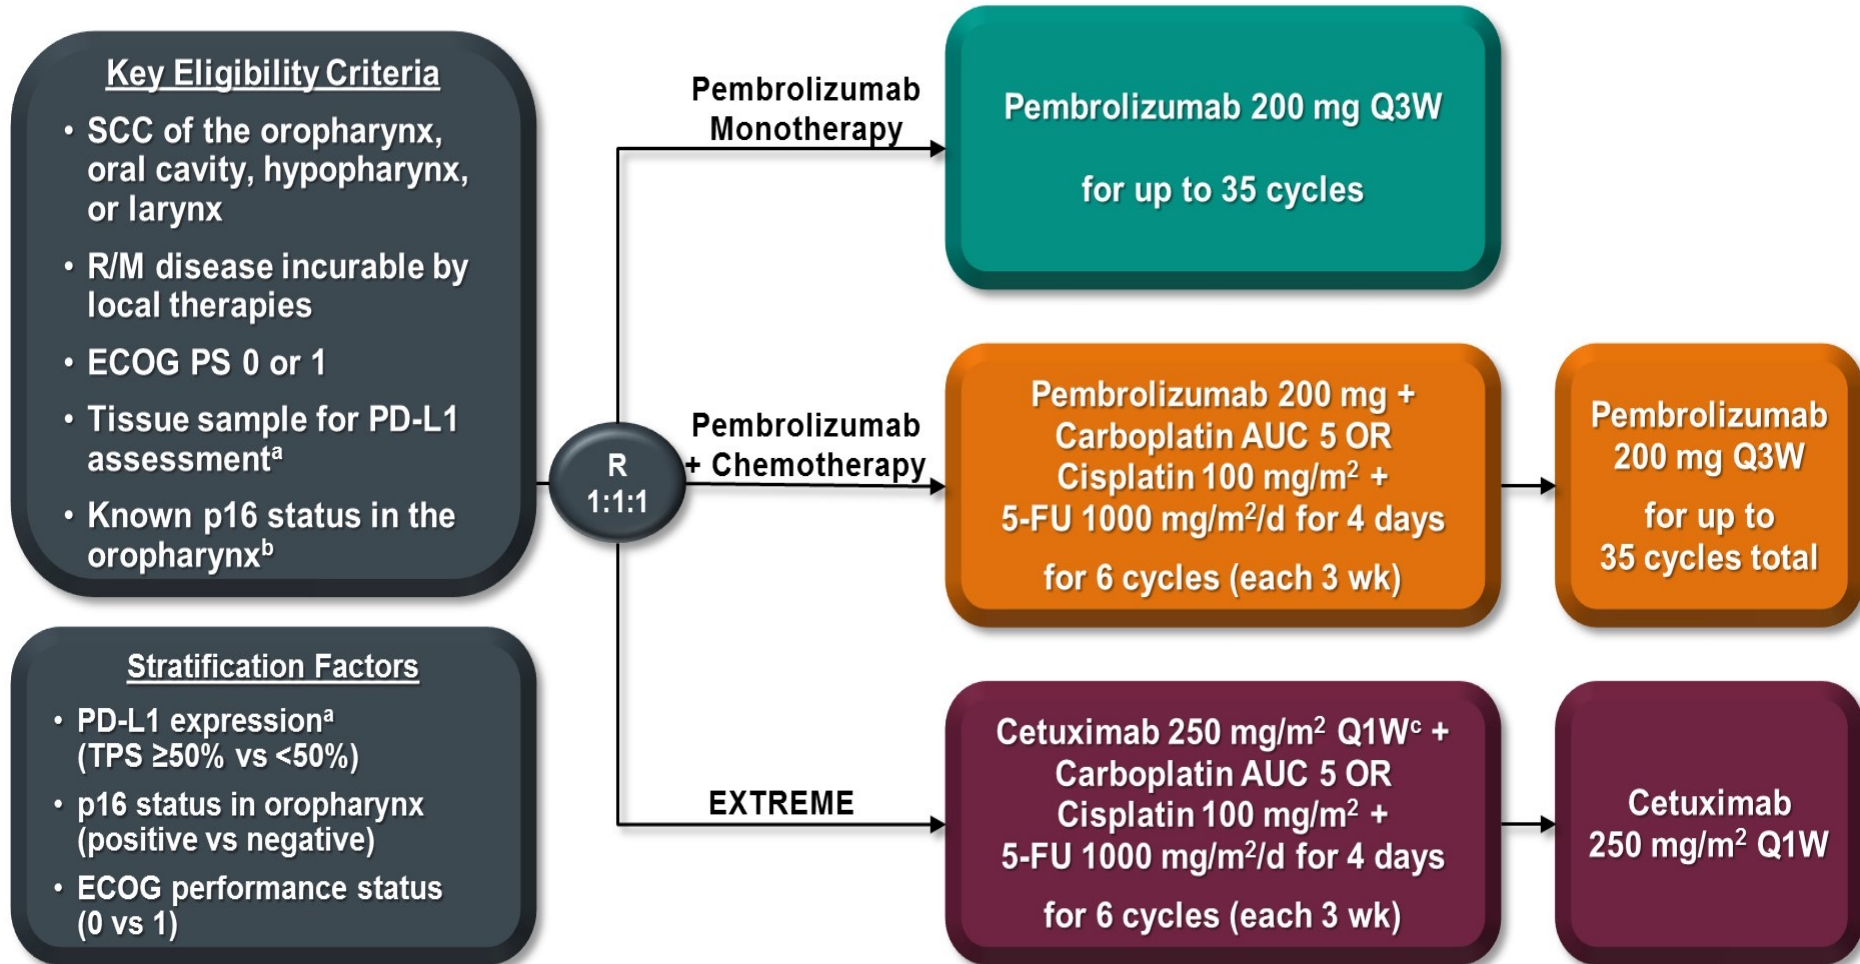 Key Eligibility Criteria
• SCC of the oropharynx,
oral cavity, hypopharynx,
or larynx
• R/M disease incurable by
local therapies
• ECOG PS 0 or 1
• Tissue sample for PD-L1
assessmentᵃ
• Known p16 status in the
oropharynxᵇ
Stratification Factors
• PD-L1 expressionᵃ
(TPS ≥50% vs <50%)
• p16 status in oropharynx
(positive vs negative)
• ECOG performance status
(0 vs 1)
R
1:1:1
Pembrolizumab
Monotherapy
Pembrolizumab 200 mg Q3W
for up to 35 cycles
Pembrolizumab
+ Chemotherapy
Pembrolizumab 200 mg +
Carboplatin AUC 5 OR
Cisplatin 100 mg/m² +
5-FU 1000 mg/m²/d for 4 days
for 6 cycles (each 3 wk)
Pembrolizumab
200 mg Q3W
for up to
35 cycles total
EXTREME
Cetuximab 250 mg/m² Q1Wᶜ +
Carboplatin AUC 5 OR
Cisplatin 100 mg/m² +
5-FU 1000 mg/m²/d for 4 days
for 6 cycles (each 3 wk)
Cetuximab
250 mg/m² Q1W